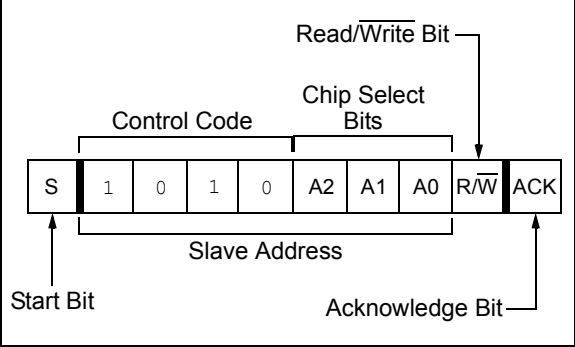 Read/Write Bit
Chip Select
Control Code Bits
S 1 0 1 0 A2 A1 A0 R/W ACK
Slave Address
Start Bit
Acknowledge Bit